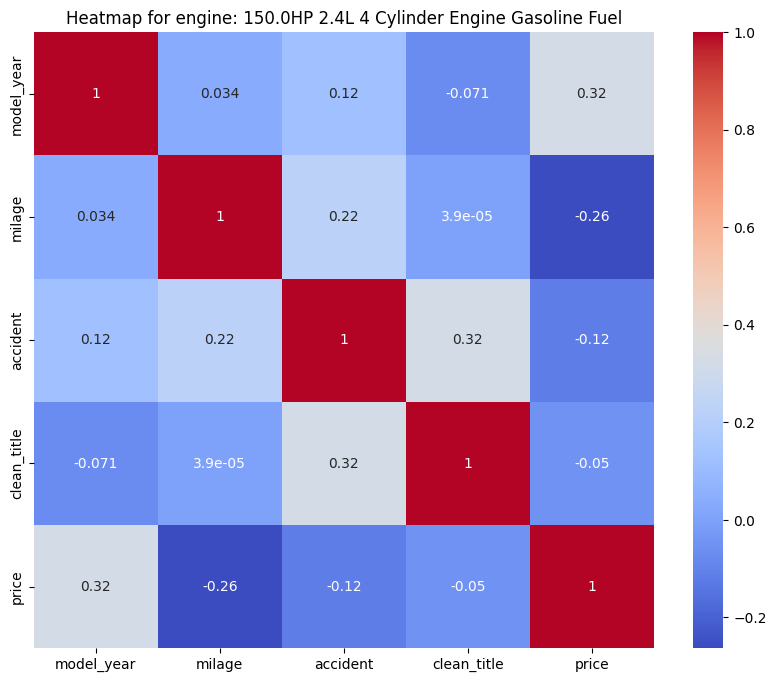 Heatmap for engine: 150.0HP 2.4L 4 Cylinder Engine Gasoline Fuel
model_year 1 0.034 0.12 -0.071 0.32
milage 0.034 1 0.22 3.9e-05 -0.26
accident 0.12 0.22 1 0.32 -0.12
clean_title -0.071 3.9e-05 0.32 1 -0.05
price 0.32 -0.26 -0.12 -0.05 1
model_year milage accident clean_title price
1.0
0.8
0.6
0.4
0.2
0.0
−0.2